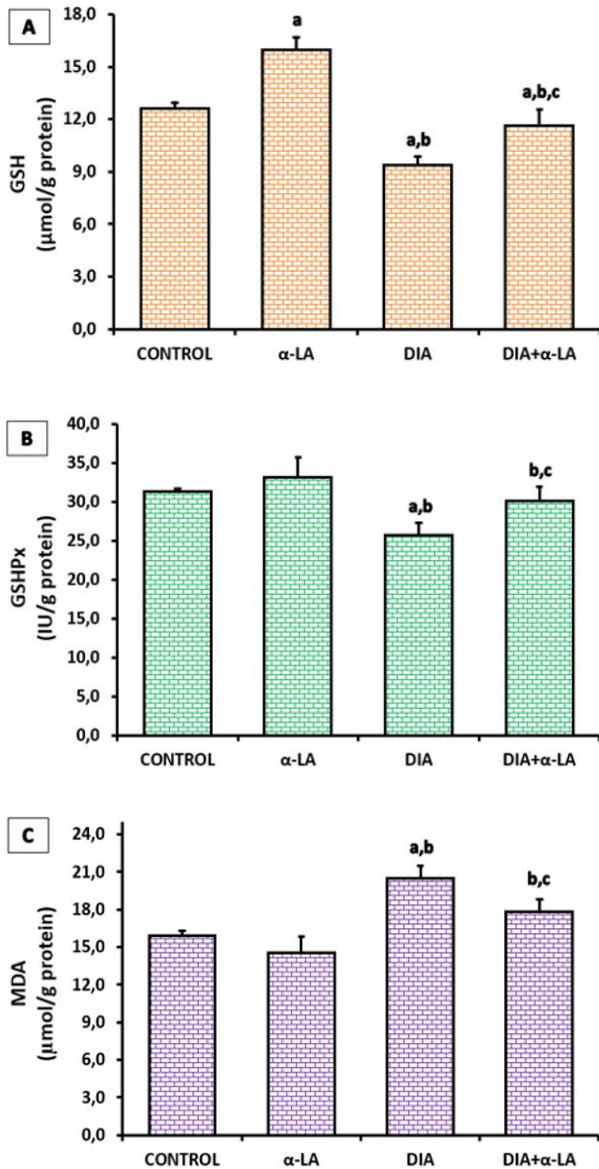 A
GSH
(µmol/g protein)
18,0
15,0
12,0
9,0
6,0
3,0
0,0
a
a,b
a,b,c
CONTROL α-LA DIA DIA+α-LA
B
GSHPx
(IU/g protein)
40,0
35,0
30,0
25,0
20,0
15,0
10,0
5,0
0,0
a,b
b,c
CONTROL α-LA DIA DIA+α-LA
C
MDA
(µmol/g protein)
24,0
21,0
18,0
15,0
12,0
9,0
6,0
3,0
0,0
a,b
b,c
CONTROL α-LA DIA DIA+α-LA